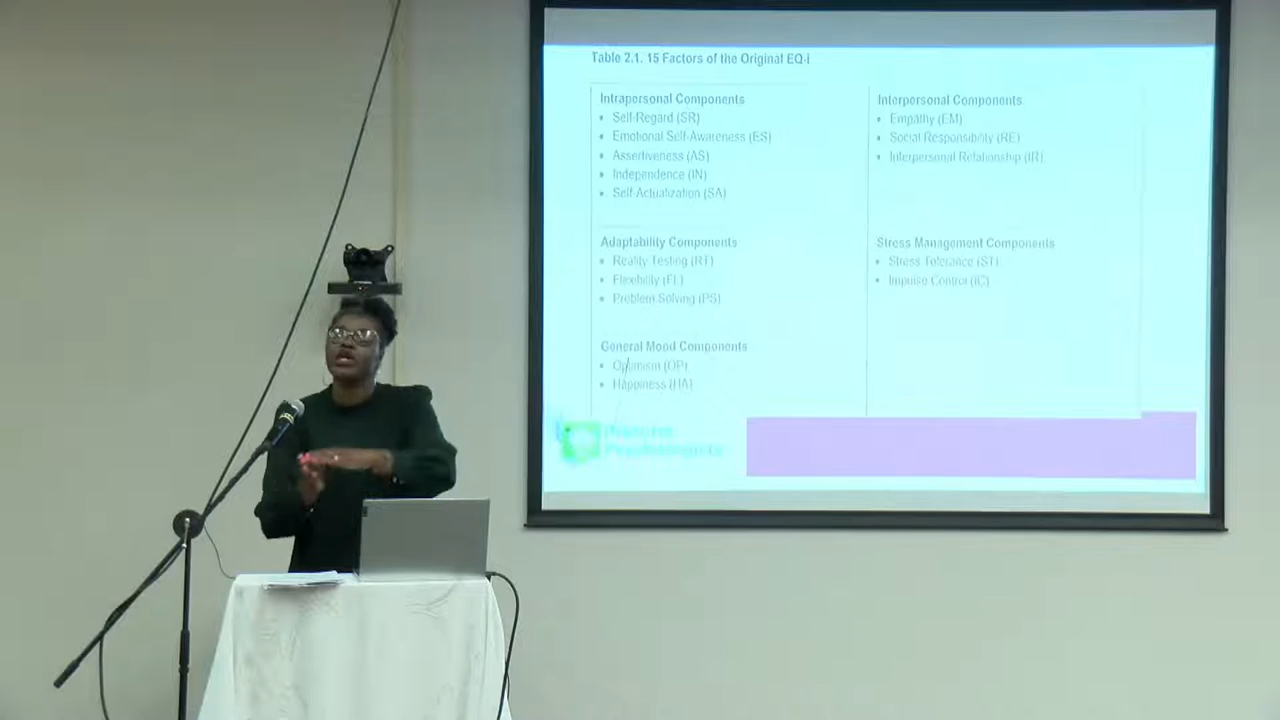 Table 2.1. 15 Factors of the Original EQ-i
Intrapersonal Components
• Self-Regard (SR)
• Emotional Self-Awareness (ES)
• Assertiveness (AS)
• Independence (IN)
• Self-Actualization (SA)
Interpersonal Components
• Empathy (EM)
• Social Responsibility (RE)
• Interpersonal Relationship (IR)
Adaptability Components
• Reality Testing (RT)
• Flexibility (FL)
• Problem Solving (PS)
Stress Management Components
• Stress Tolerance (ST)
• Impulse Control (IC)
General Mood Components
• Optimism (OP)
• Happiness (HA)